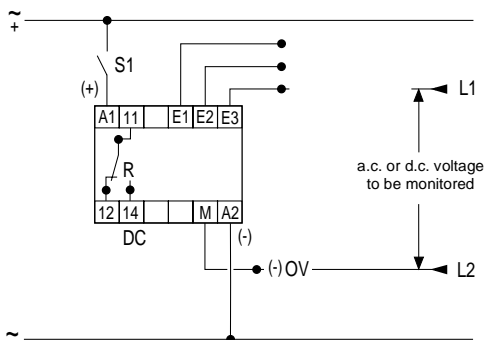 ~
+
S1
(+)
L1
A1 11 E1 E2 E3
a.c. or d.c. voltage
to be monitored
R
12 14 M A2
DC
(-)
(-) OV
L2
~